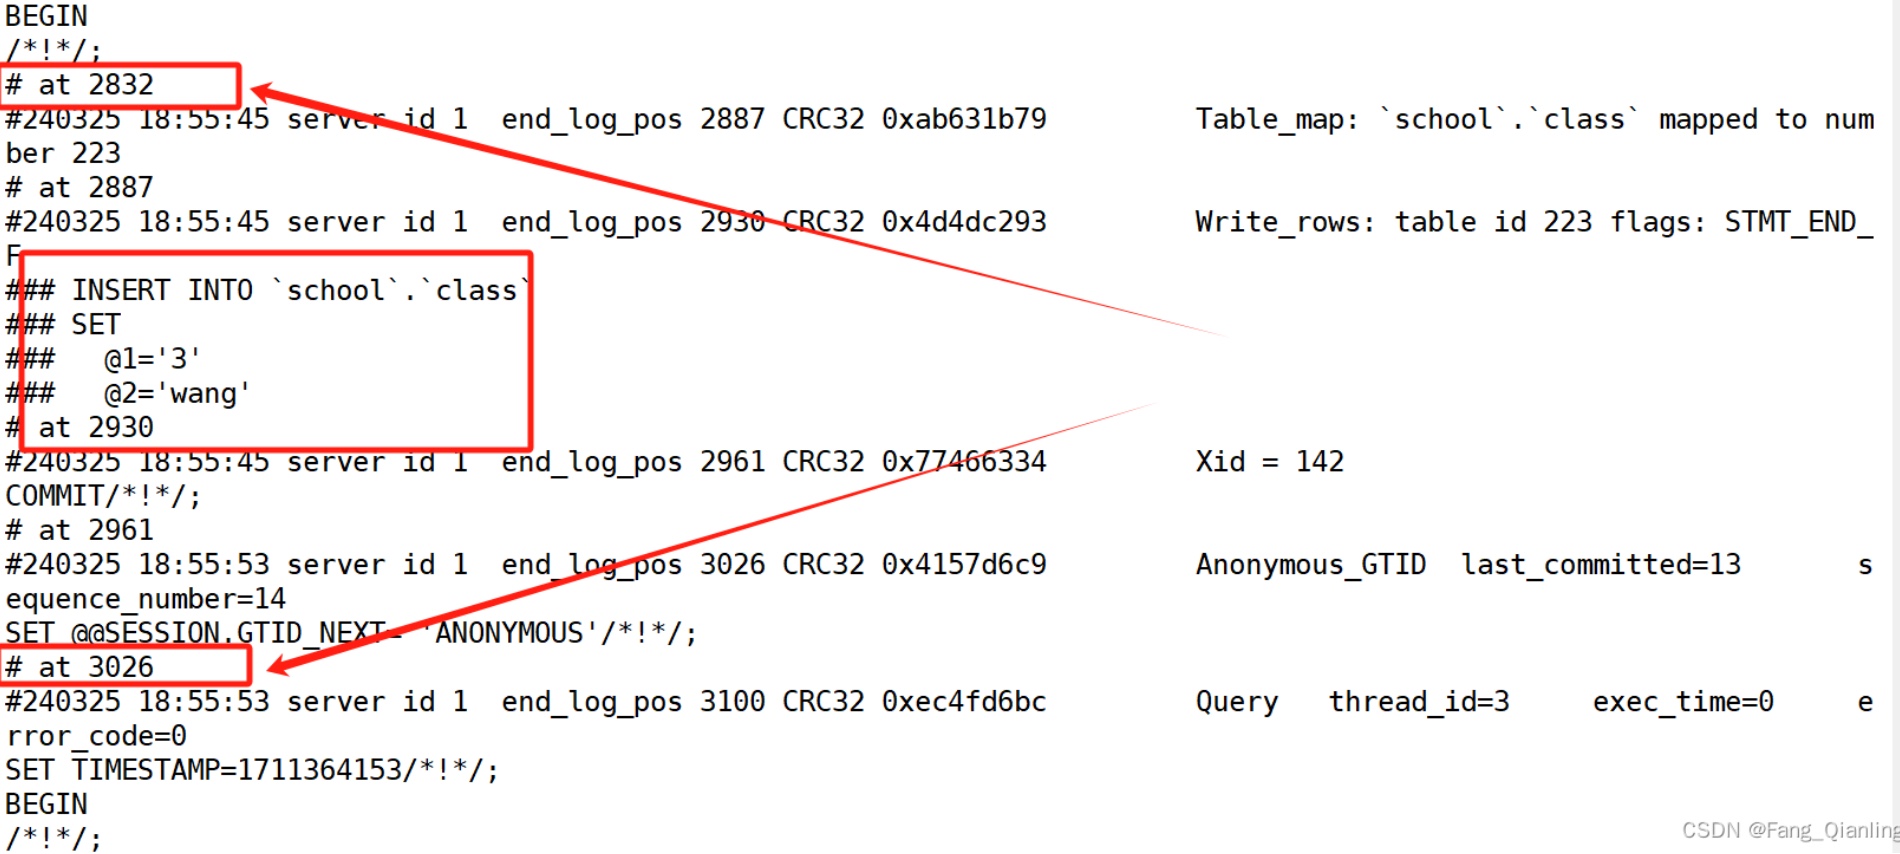 BEGIN
/*!*/;
# at 2832
#240325 18:55:45 server id 1  end_log_pos 2887 CRC32 0xab631b79         Table_map: `school`.`class` mapped to num
ber 223
# at 2887
#240325 18:55:45 server id 1  end_log_pos 2930 CRC32 0x4d4dc293         Write_rows: table id 223 flags: STMT_END_
F
### INSERT INTO `school`.`class`
### SET
###   @1='3'
###   @2='wang'
# at 2930
#240325 18:55:45 server id 1  end_log_pos 2961 CRC32 0x77466334         Xid = 142
COMMIT/*!*/;
# at 2961
#240325 18:55:53 server id 1  end_log_pos 3026 CRC32 0x4157d6c9         Anonymous_GTID  last_committed=13       s
equence_number=14
SET @@SESSION.GTID_NEXT= 'ANONYMOUS'/*!*/;
# at 3026
#240325 18:55:53 server id 1  end_log_pos 3100 CRC32 0xec4fd6bc         Query   thread_id=3     exec_time=0     e
rror_code=0
SET TIMESTAMP=1711364153/*!*/;
BEGIN
/*!*/;
CSDN @Fang_Qianling